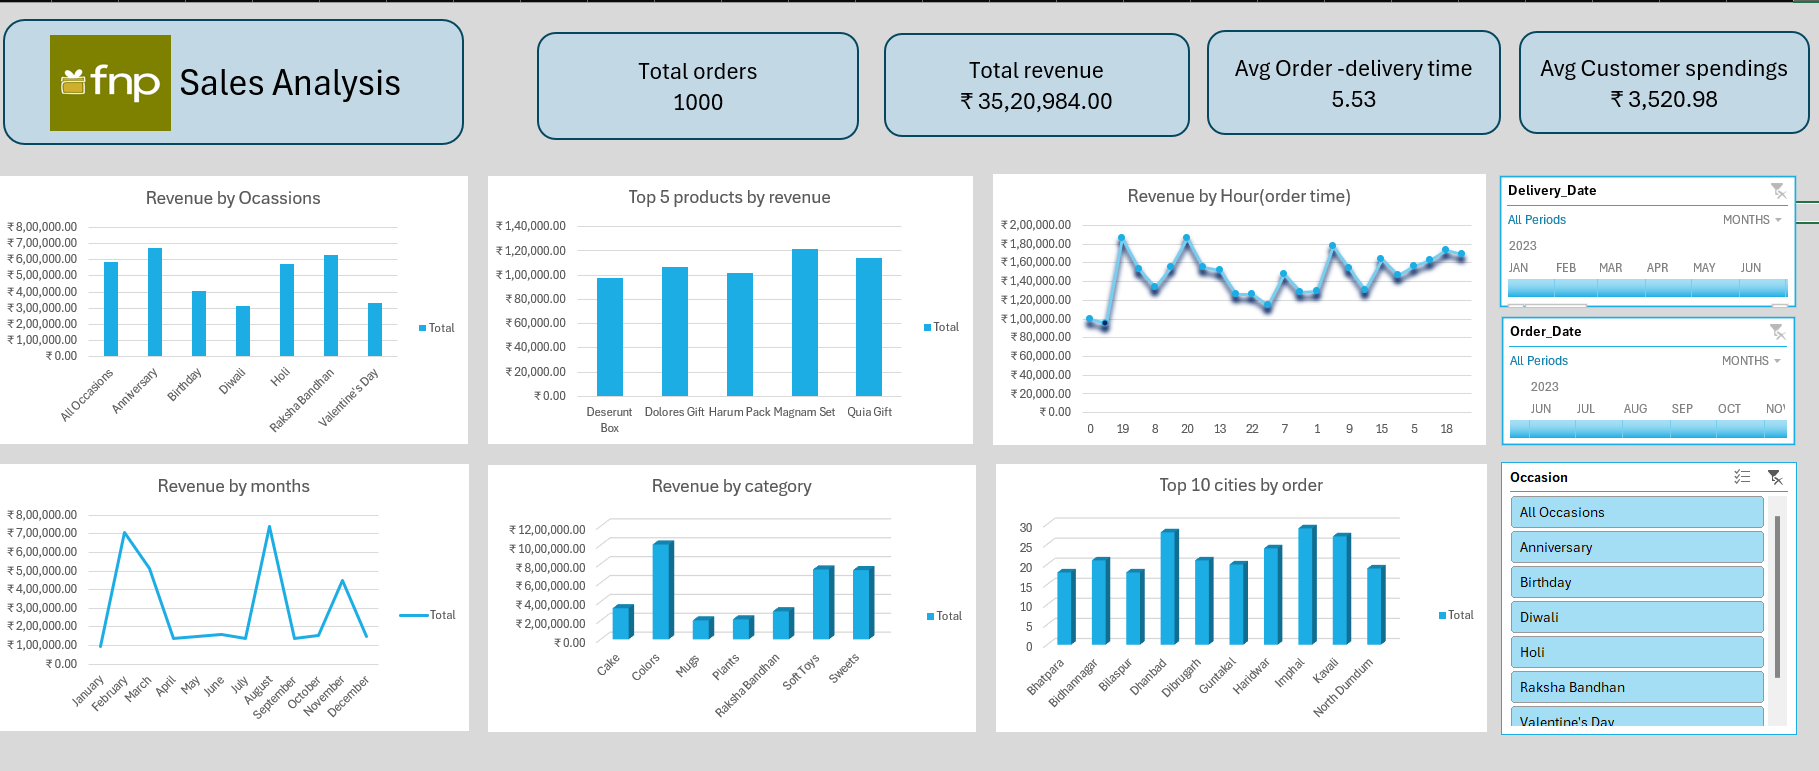 fnp Sales Analysis
Total orders
1000
Total revenue
₹ 35,20,984.00
Avg Order -delivery time
5.53
Avg Customer spendings
₹ 3,520.98
Revenue by Ocassions
₹ 8,00,000.00
₹ 7,00,000.00
₹ 6,00,000.00
₹ 5,00,000.00
₹ 4,00,000.00
₹ 3,00,000.00
₹ 2,00,000.00
₹ 1,00,000.00
₹ 0.00
All Occasions
Anniversary
Birthday
Diwali
Holi
Raksha Bandhan
Valentine's Day
Total
Top 5 products by revenue
₹ 1,40,000.00
₹ 1,20,000.00
₹ 1,00,000.00
₹ 80,000.00
₹ 60,000.00
₹ 40,000.00
₹ 20,000.00
₹ 0.00
Deserunt Box
Dolores Gift
Harum Pack
Magnam Set
Quia Gift
Total
Revenue by Hour(order time)
₹ 2,00,000.00
₹ 1,80,000.00
₹ 1,60,000.00
₹ 1,40,000.00
₹ 1,20,000.00
₹ 1,00,000.00
₹ 80,000.00
₹ 60,000.00
₹ 40,000.00
₹ 20,000.00
₹ 0.00
0 19 8 20 13 22 7 1 9 15 5 18
Delivery_Date
All Periods MONTHS
2023
JAN FEB MAR APR MAY JUN
Order_Date
All Periods MONTHS
2023
JUN JUL AUG SEP OCT NOV
Revenue by months
₹ 8,00,000.00
₹ 7,00,000.00
₹ 6,00,000.00
₹ 5,00,000.00
₹ 4,00,000.00
₹ 3,00,000.00
₹ 2,00,000.00
₹ 1,00,000.00
₹ 0.00
January
February
March
April
May
June
July
August
September
October
November
December
Total
Revenue by category
₹ 12,00,000.00
₹ 10,00,000.00
₹ 8,00,000.00
₹ 6,00,000.00
₹ 4,00,000.00
₹ 2,00,000.00
₹ 0.00
Cake
Colors
Mugs
Plants
Raksha Bandhan
Soft Toys
Sweets
Total
Top 10 cities by order
30
25
20
15
10
5
0
Bhatpara
Bidhannagar
Bilaspur
Dhanbad
Dibrugarh
Guntakal
Haridwar
Imphal
Kavali
North Dumdum
Total
Occasion
All Occasions
Anniversary
Birthday
Diwali
Holi
Raksha Bandhan
Valentine's Day